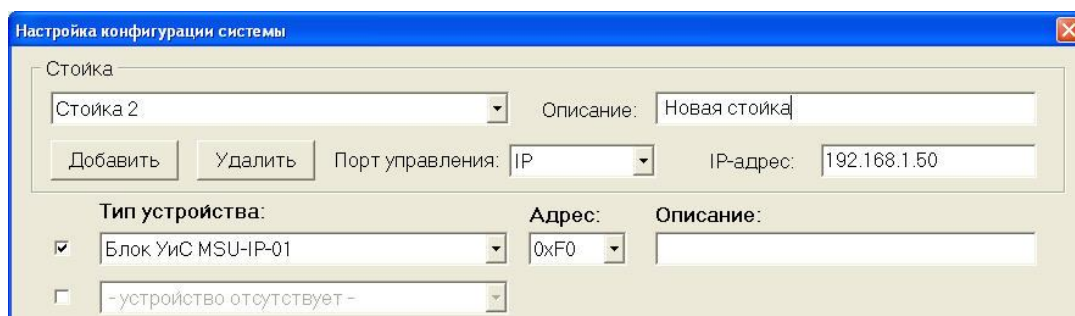 Настройка конфигурации системы
Стойка
Стойка 2 Описание: Новая стойка
Добавить Удалить Порт управления: IP IP-адрес: 192.168.1.50
Тип устройства: Адрес: Описание:
Блок УиС MSU-IP-01 0xF0
- устройство отсутствует -